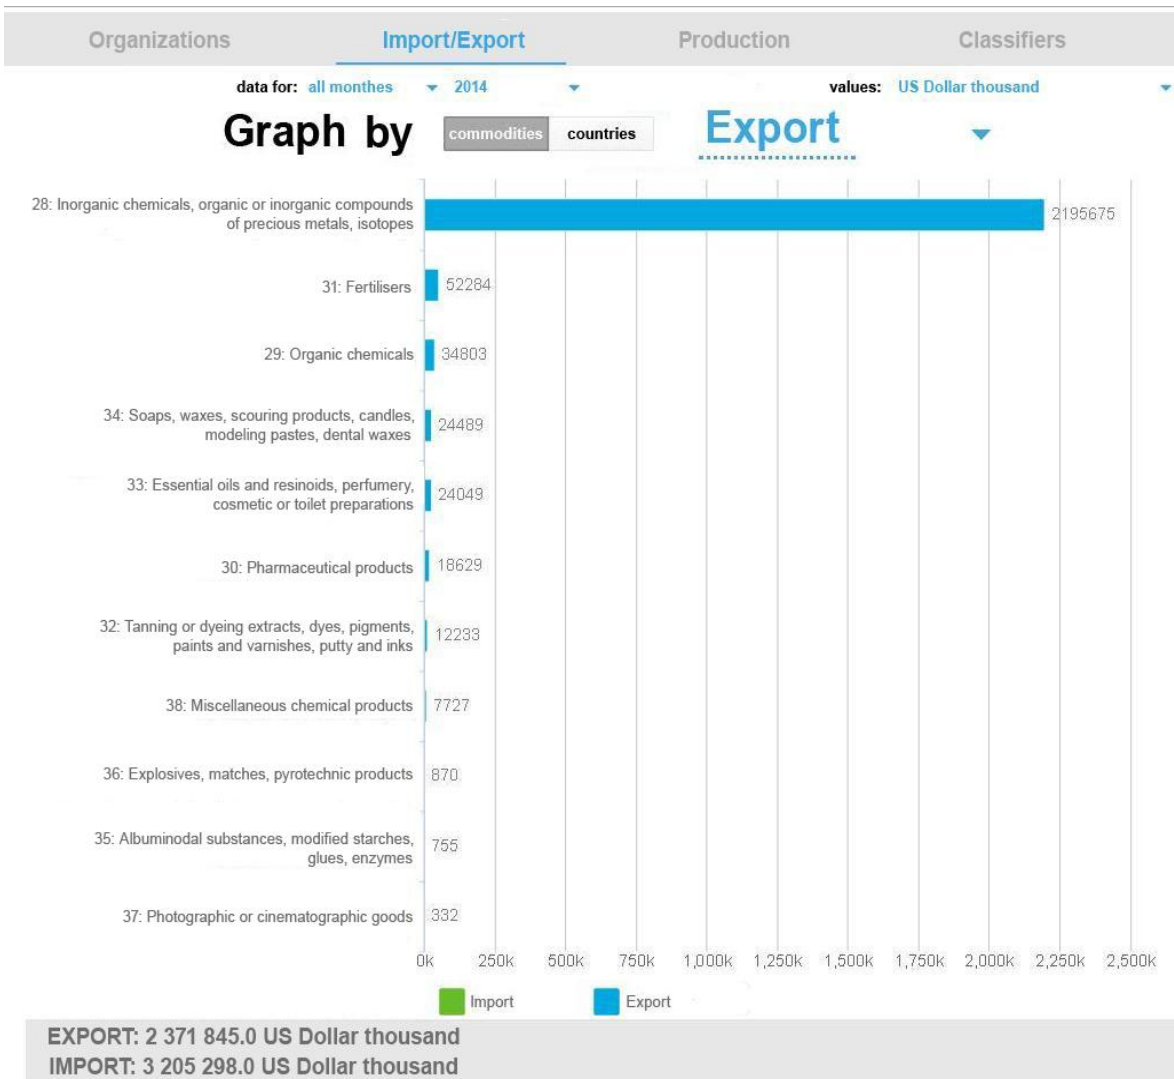 Organizations Import/Export Production Classifiers
data for: all monthes 2014 values: US Dollar thousand
Graph by commodities countries Export
28: Inorganic chemicals, organic or inorganic compounds
of precious metals, isotopes
2195675
31: Fertilisers 52284
29: Organic chemicals 34803
34: Soaps, waxes, scouring products, candles,
modeling pastes, dental waxes
24489
33: Essential oils and resinoids, perfumery,
cosmetic or toilet preparations
24049
30: Pharmaceutical products 18629
32: Tanning or dyeing extracts, dyes, pigments,
paints and varnishes, putty and inks
12233
38: Miscellaneous chemical products 7727
36: Explosives, matches, pyrotechnic products 870
35: Albuminodal substances, modified starches,
glues, enzymes
755
37: Photographic or cinematographic goods 332
0k 250k 500k 750k 1,000k 1,250k 1,500k 1,750k 2,000k 2,250k 2,500k
Import Export
EXPORT: 2 371 845.0 US Dollar thousand
IMPORT: 3 205 298.0 US Dollar thousand